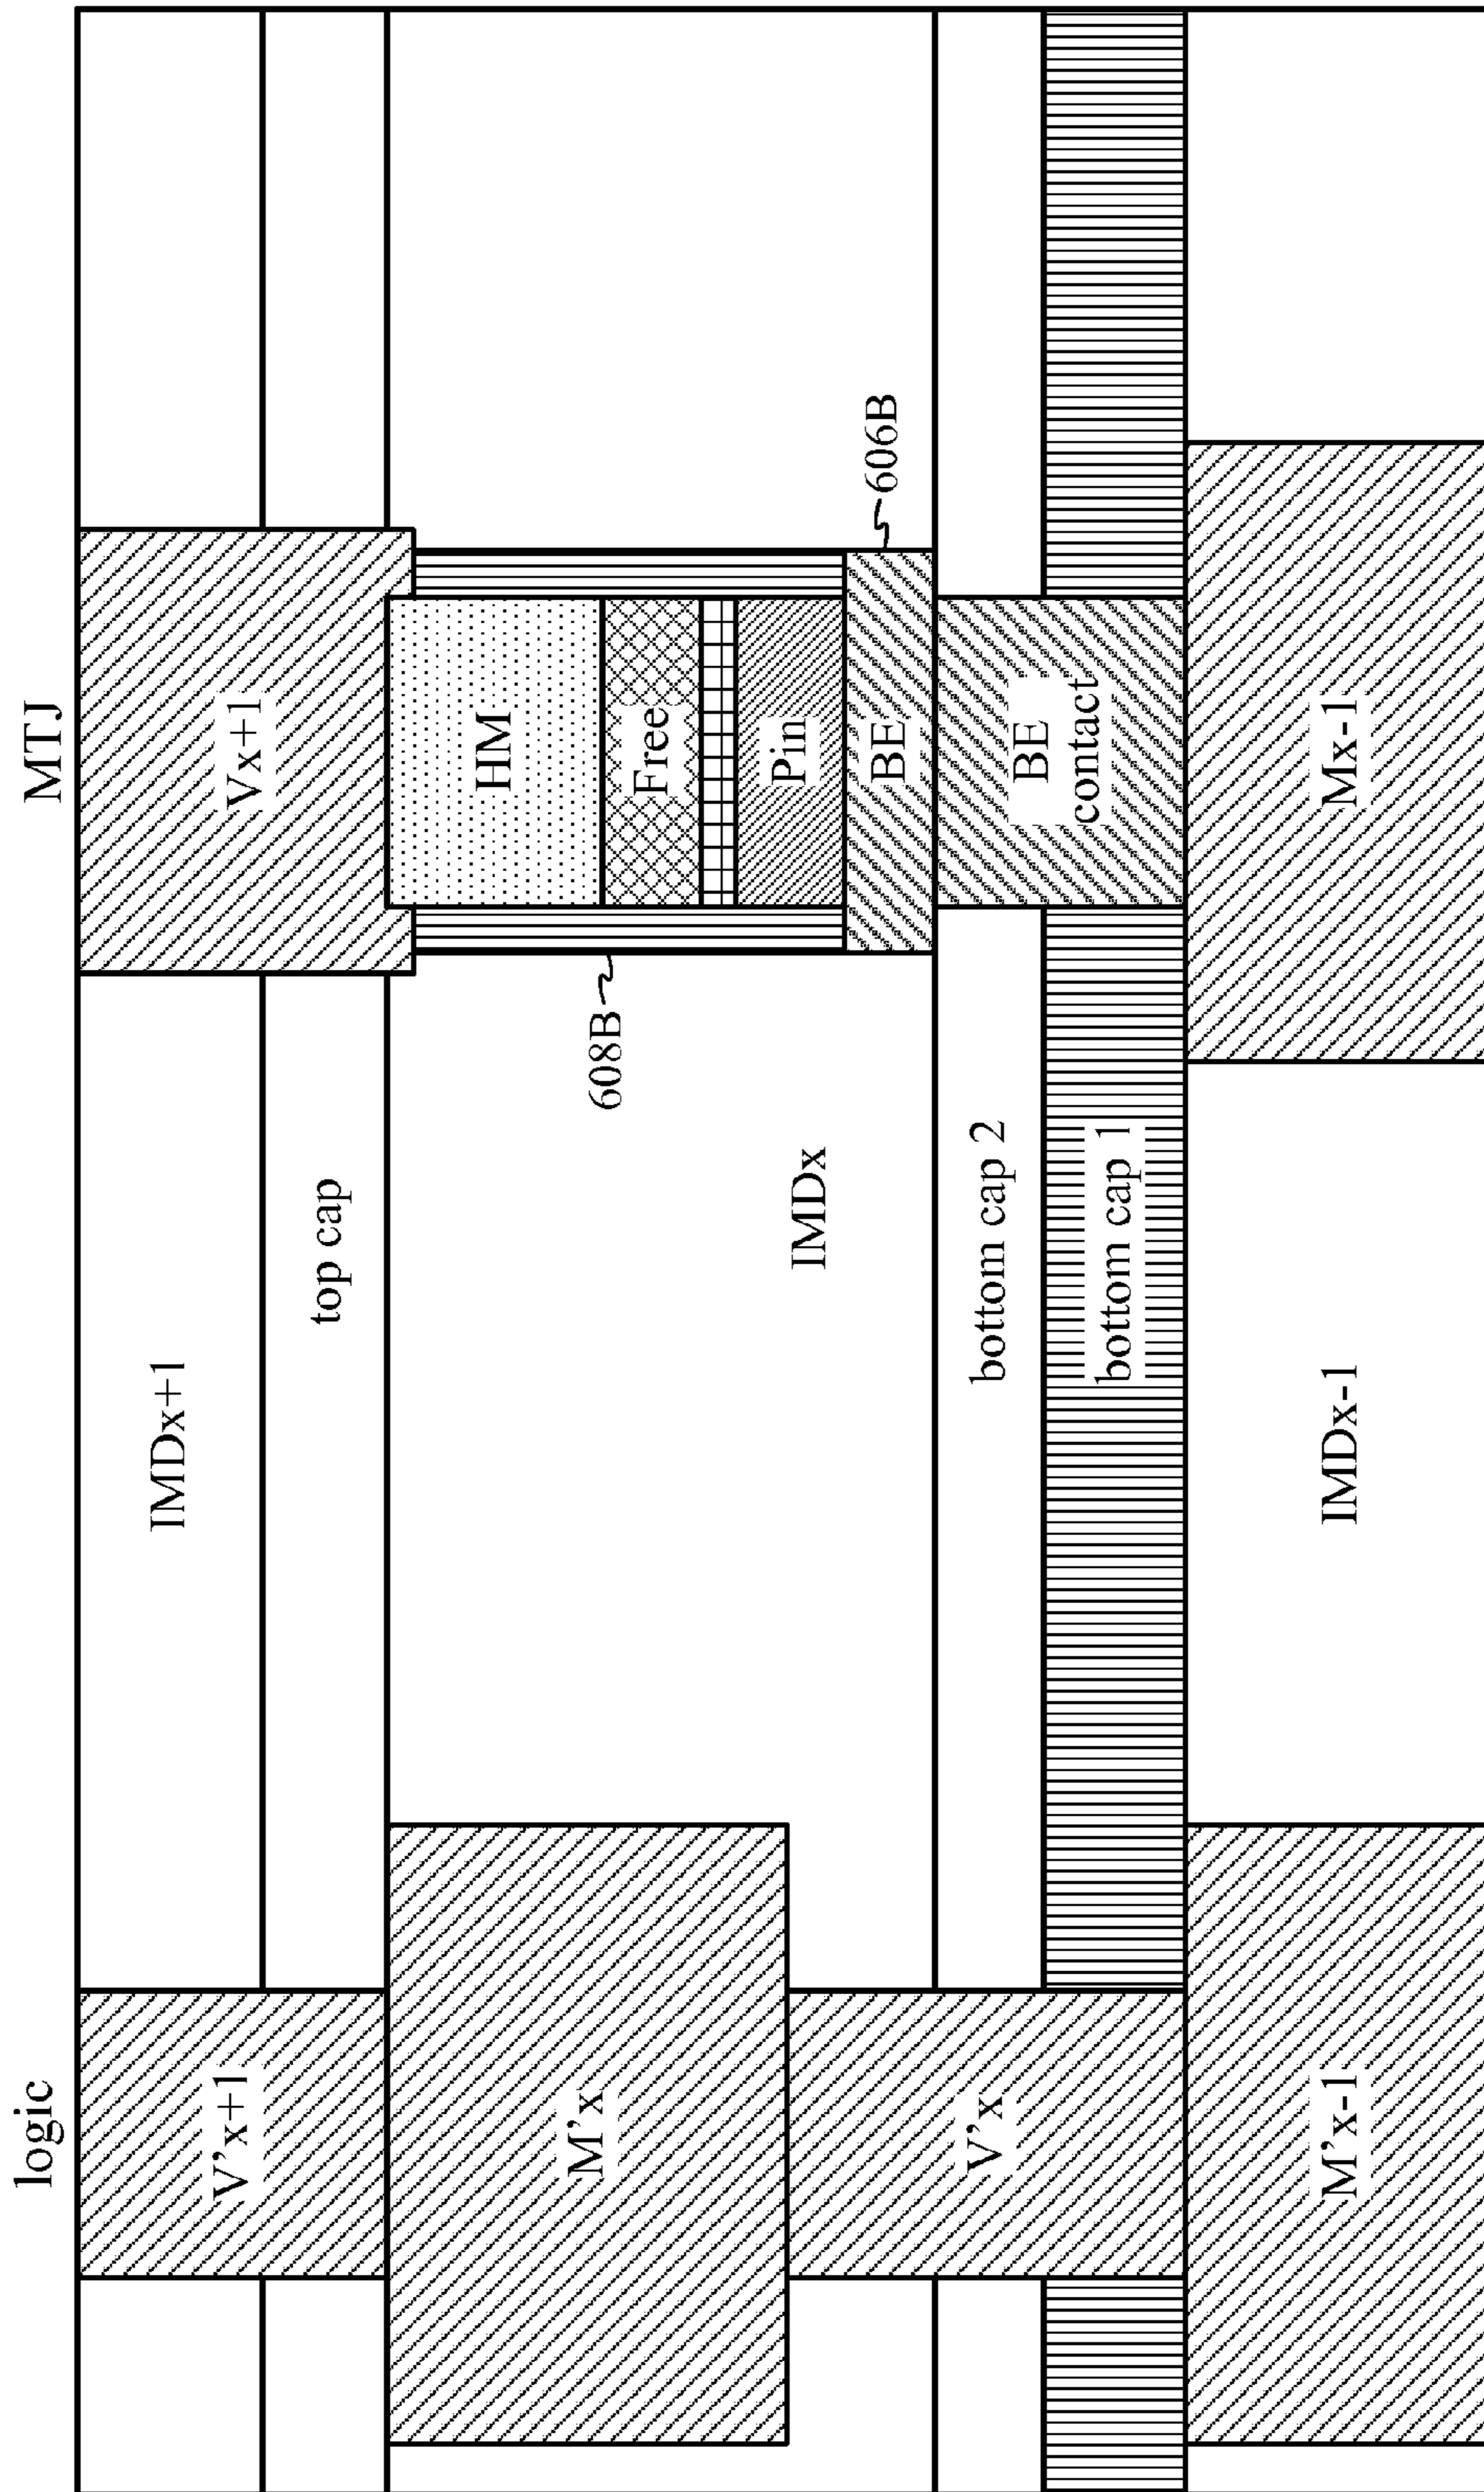 logic
MTJ
V'x+1
IMDx+1
Vx+1
top cap
M'x
608B
HM
Free
IMDx
Pin
BE
606B
V'x
bottom cap 2
BE
contact
bottom cap 1
M'x-1
IMDx-1
Mx-1